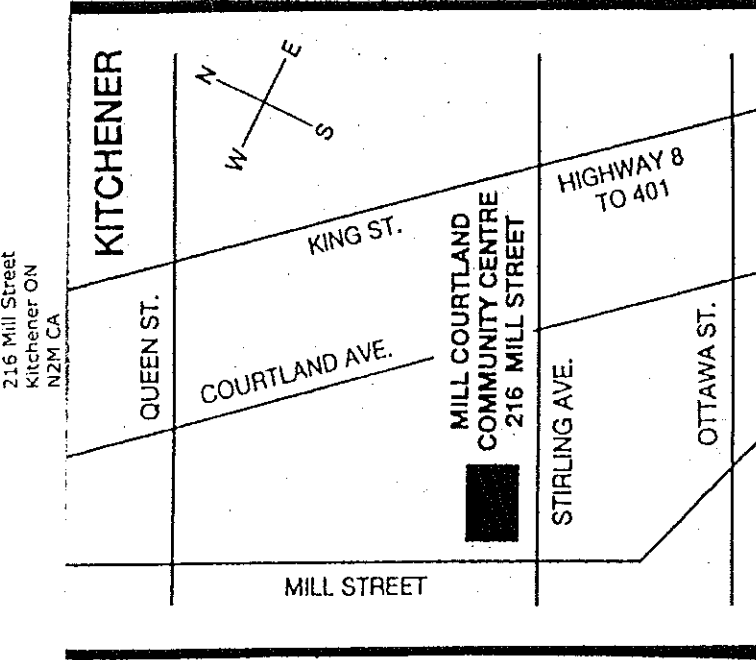 216 Mill Street
Kitchener ON
N2M CA
KITCHENER
N
E
W
S
KING ST.
HIGHWAY 8
TO 401
QUEEN ST.
COURTLAND AVE.
MILL COURTLAND
COMMUNITY CENTRE
216 MILL STREET
STIRLING AVE.
OTTAWA ST.
MILL STREET